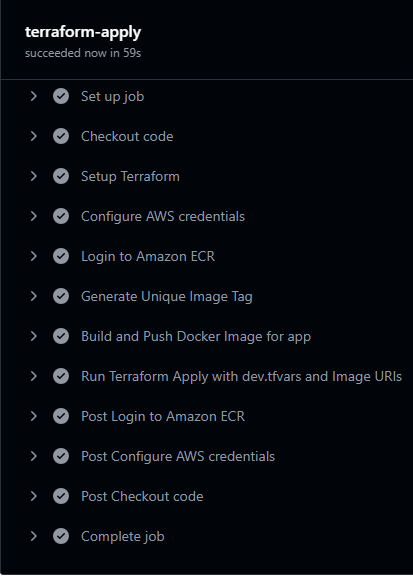 terraform-apply
succeeded now in 59s
Set up job
Checkout code
Setup Terraform
Configure AWS credentials
Login to Amazon ECR
Generate Unique Image Tag
Build and Push Docker Image for app
Run Terraform Apply with dev.tfvars and Image URIs
Post Login to Amazon ECR
Post Configure AWS credentials
Post Checkout code
Complete job